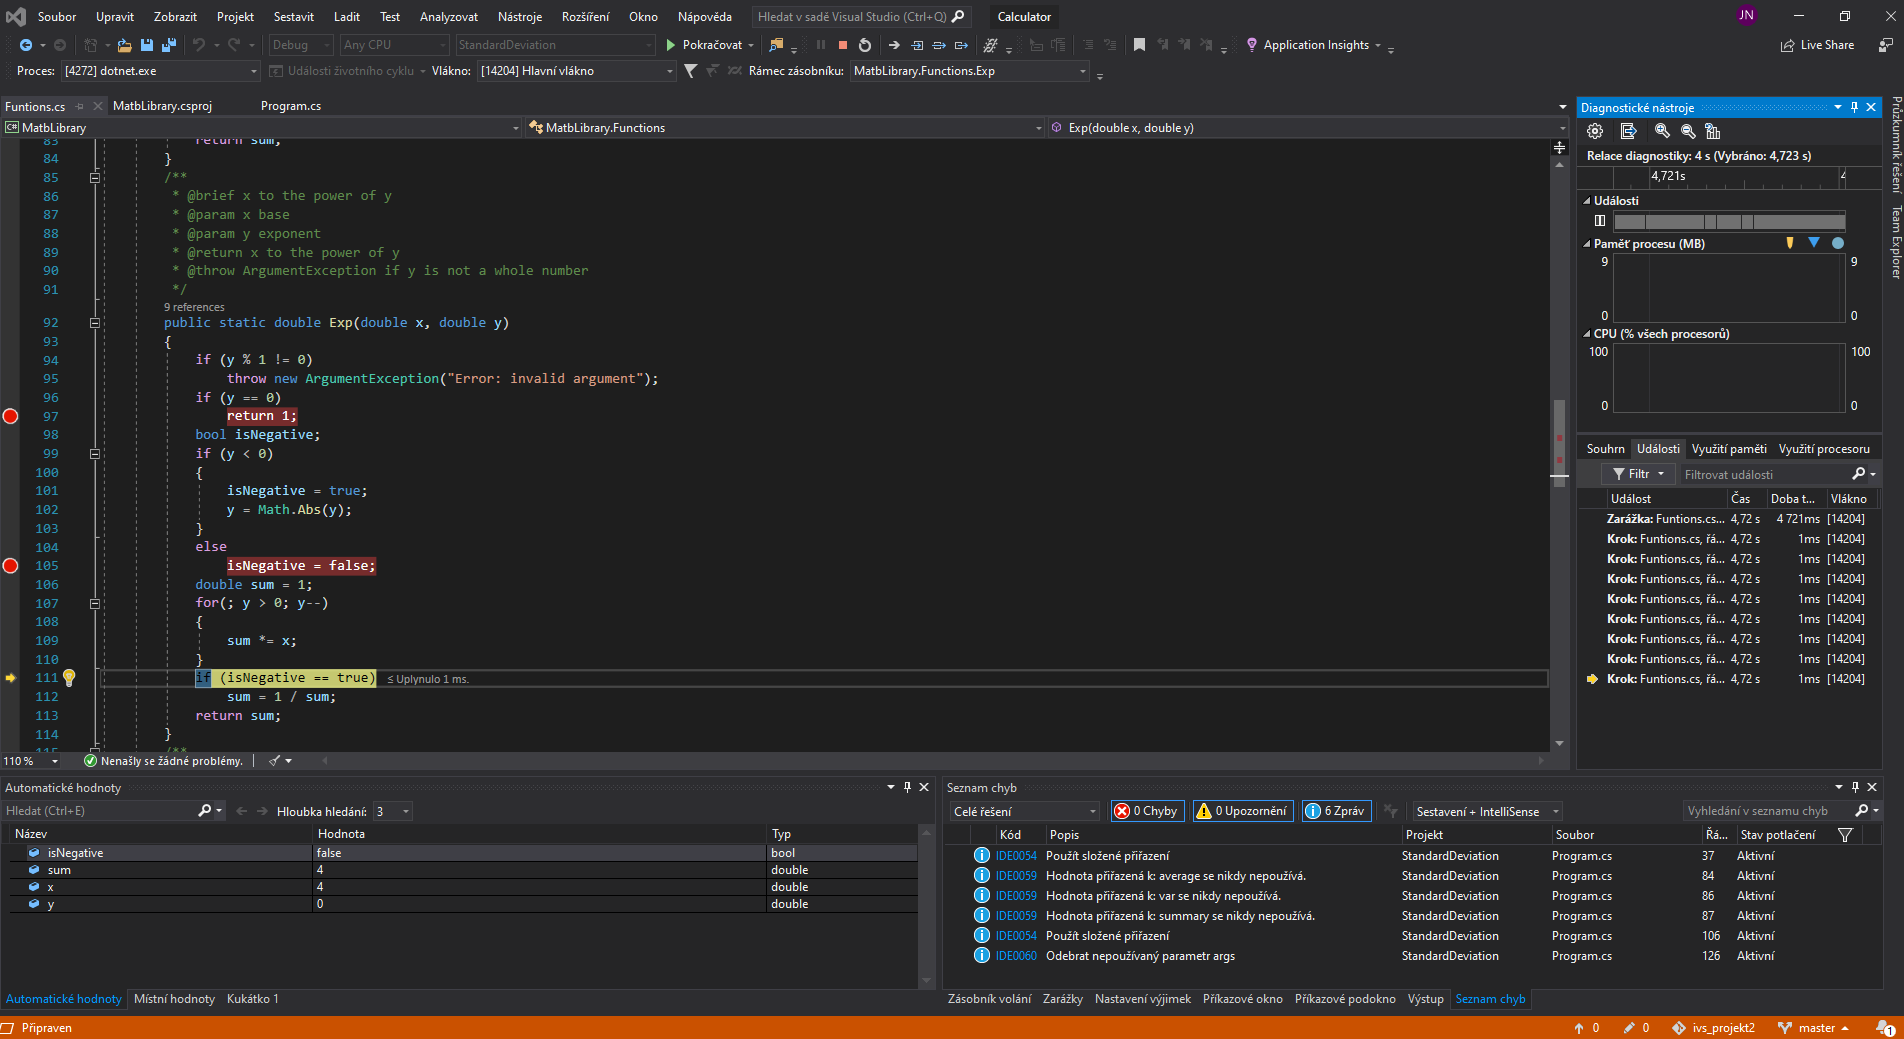 Soubor Upravit Zobrazit Projekt Sestavit Ladit Test Analyzovat Nástroje Rozšíření Okno Nápověda Hledat v sadě Visual Studio (Ctrl+Q) Calculator JN
Debug Any CPU StandardDeviation Pokračovat Application Insights Live Share
Proces: [4272] dotnet.exe Události životního cyklu Vlákno: [14204] Hlavní vlákno Rámec zásobníku: MatbLibrary.Functions.Exp
Funtions.cs MatbLibrary.csproj Program.cs
MatbLibrary MatbLibrary.Functions Exp(double x, double y)
83 return sum;
84 }
85 /**
86 * @brief x to the power of y
87 * @param x base
88 * @param y exponent
89 * @return x to the power of y
90 * @throw ArgumentException if y is not a whole number
91 */
9 references
92 public static double Exp(double x, double y)
93 {
94 if (y % 1 != 0)
95 throw new ArgumentException("Error: invalid argument");
96 if (y == 0)
97 return 1;
98 bool isNegative;
99 if (y < 0)
100 {
101 isNegative = true;
102 y = Math.Abs(y);
103 }
104 else
105 isNegative = false;
106 double sum = 1;
107 for(; y > 0; y--)
108 {
109 sum *= x;
110 }
111 if (isNegative == true) ≤ Uplynulo 1 ms.
112 sum = 1 / sum;
113 return sum;
114 }
115 /**
110 % Nenašly se žádné problémy.
Diagnostické nástroje
Relace diagnostiky: 4 s (Vybráno: 4,723 s)
4,721s 4
Události
Paměť procesu (MB)
9 9
0 0
CPU (% všech procesorů)
100 100
0 0
Souhrn Události Využití paměti Využití procesoru
Filtr Filtrovat události
Událost Čas Doba t... Vlákno
Zarážka: Funtions.cs... 4,72 s 4 721ms [14204]
Krok: Funtions.cs, řá... 4,72 s 1ms [14204]
Krok: Funtions.cs, řá... 4,72 s 1ms [14204]
Krok: Funtions.cs, řá... 4,72 s 1ms [14204]
Krok: Funtions.cs, řá... 4,72 s 1ms [14204]
Krok: Funtions.cs, řá... 4,72 s 1ms [14204]
Krok: Funtions.cs, řá... 4,72 s 1ms [14204]
Krok: Funtions.cs, řá... 4,72 s 1ms [14204]
Krok: Funtions.cs, řá... 4,72 s 1ms [14204]
Průzkumník řešení
Team Explorer
Automatické hodnoty
Hledat (Ctrl+E) Hloubka hledání: 3
Název Hodnota Typ
isNegative false bool
sum 4 double
x 4 double
y 0 double
Automatické hodnoty Místní hodnoty Kukátko 1
Seznam chyb
Celé řešení 0 Chyby 0 Upozornění 6 Zpráv Sestavení + IntelliSense Vyhledání v seznamu chyb
Kód Popis Projekt Soubor Řá... Stav potlačení
IDE0054 Použít složené přiřazení StandardDeviation Program.cs 37 Aktivní
IDE0059 Hodnota přiřazená k: average se nikdy nepoužívá. StandardDeviation Program.cs 84 Aktivní
IDE0059 Hodnota přiřazená k: var se nikdy nepoužívá. StandardDeviation Program.cs 86 Aktivní
IDE0059 Hodnota přiřazená k: summary se nikdy nepoužívá. StandardDeviation Program.cs 87 Aktivní
IDE0054 Použít složené přiřazení StandardDeviation Program.cs 106 Aktivní
IDE0060 Odebrat nepoužívaný parametr args StandardDeviation Program.cs 126 Aktivní
Zásobník volání Zarážky Nastavení výjimek Příkazové okno Příkazové podokno Výstup Seznam chyb
Připraven 0 0 ivs_projekt2 master 1